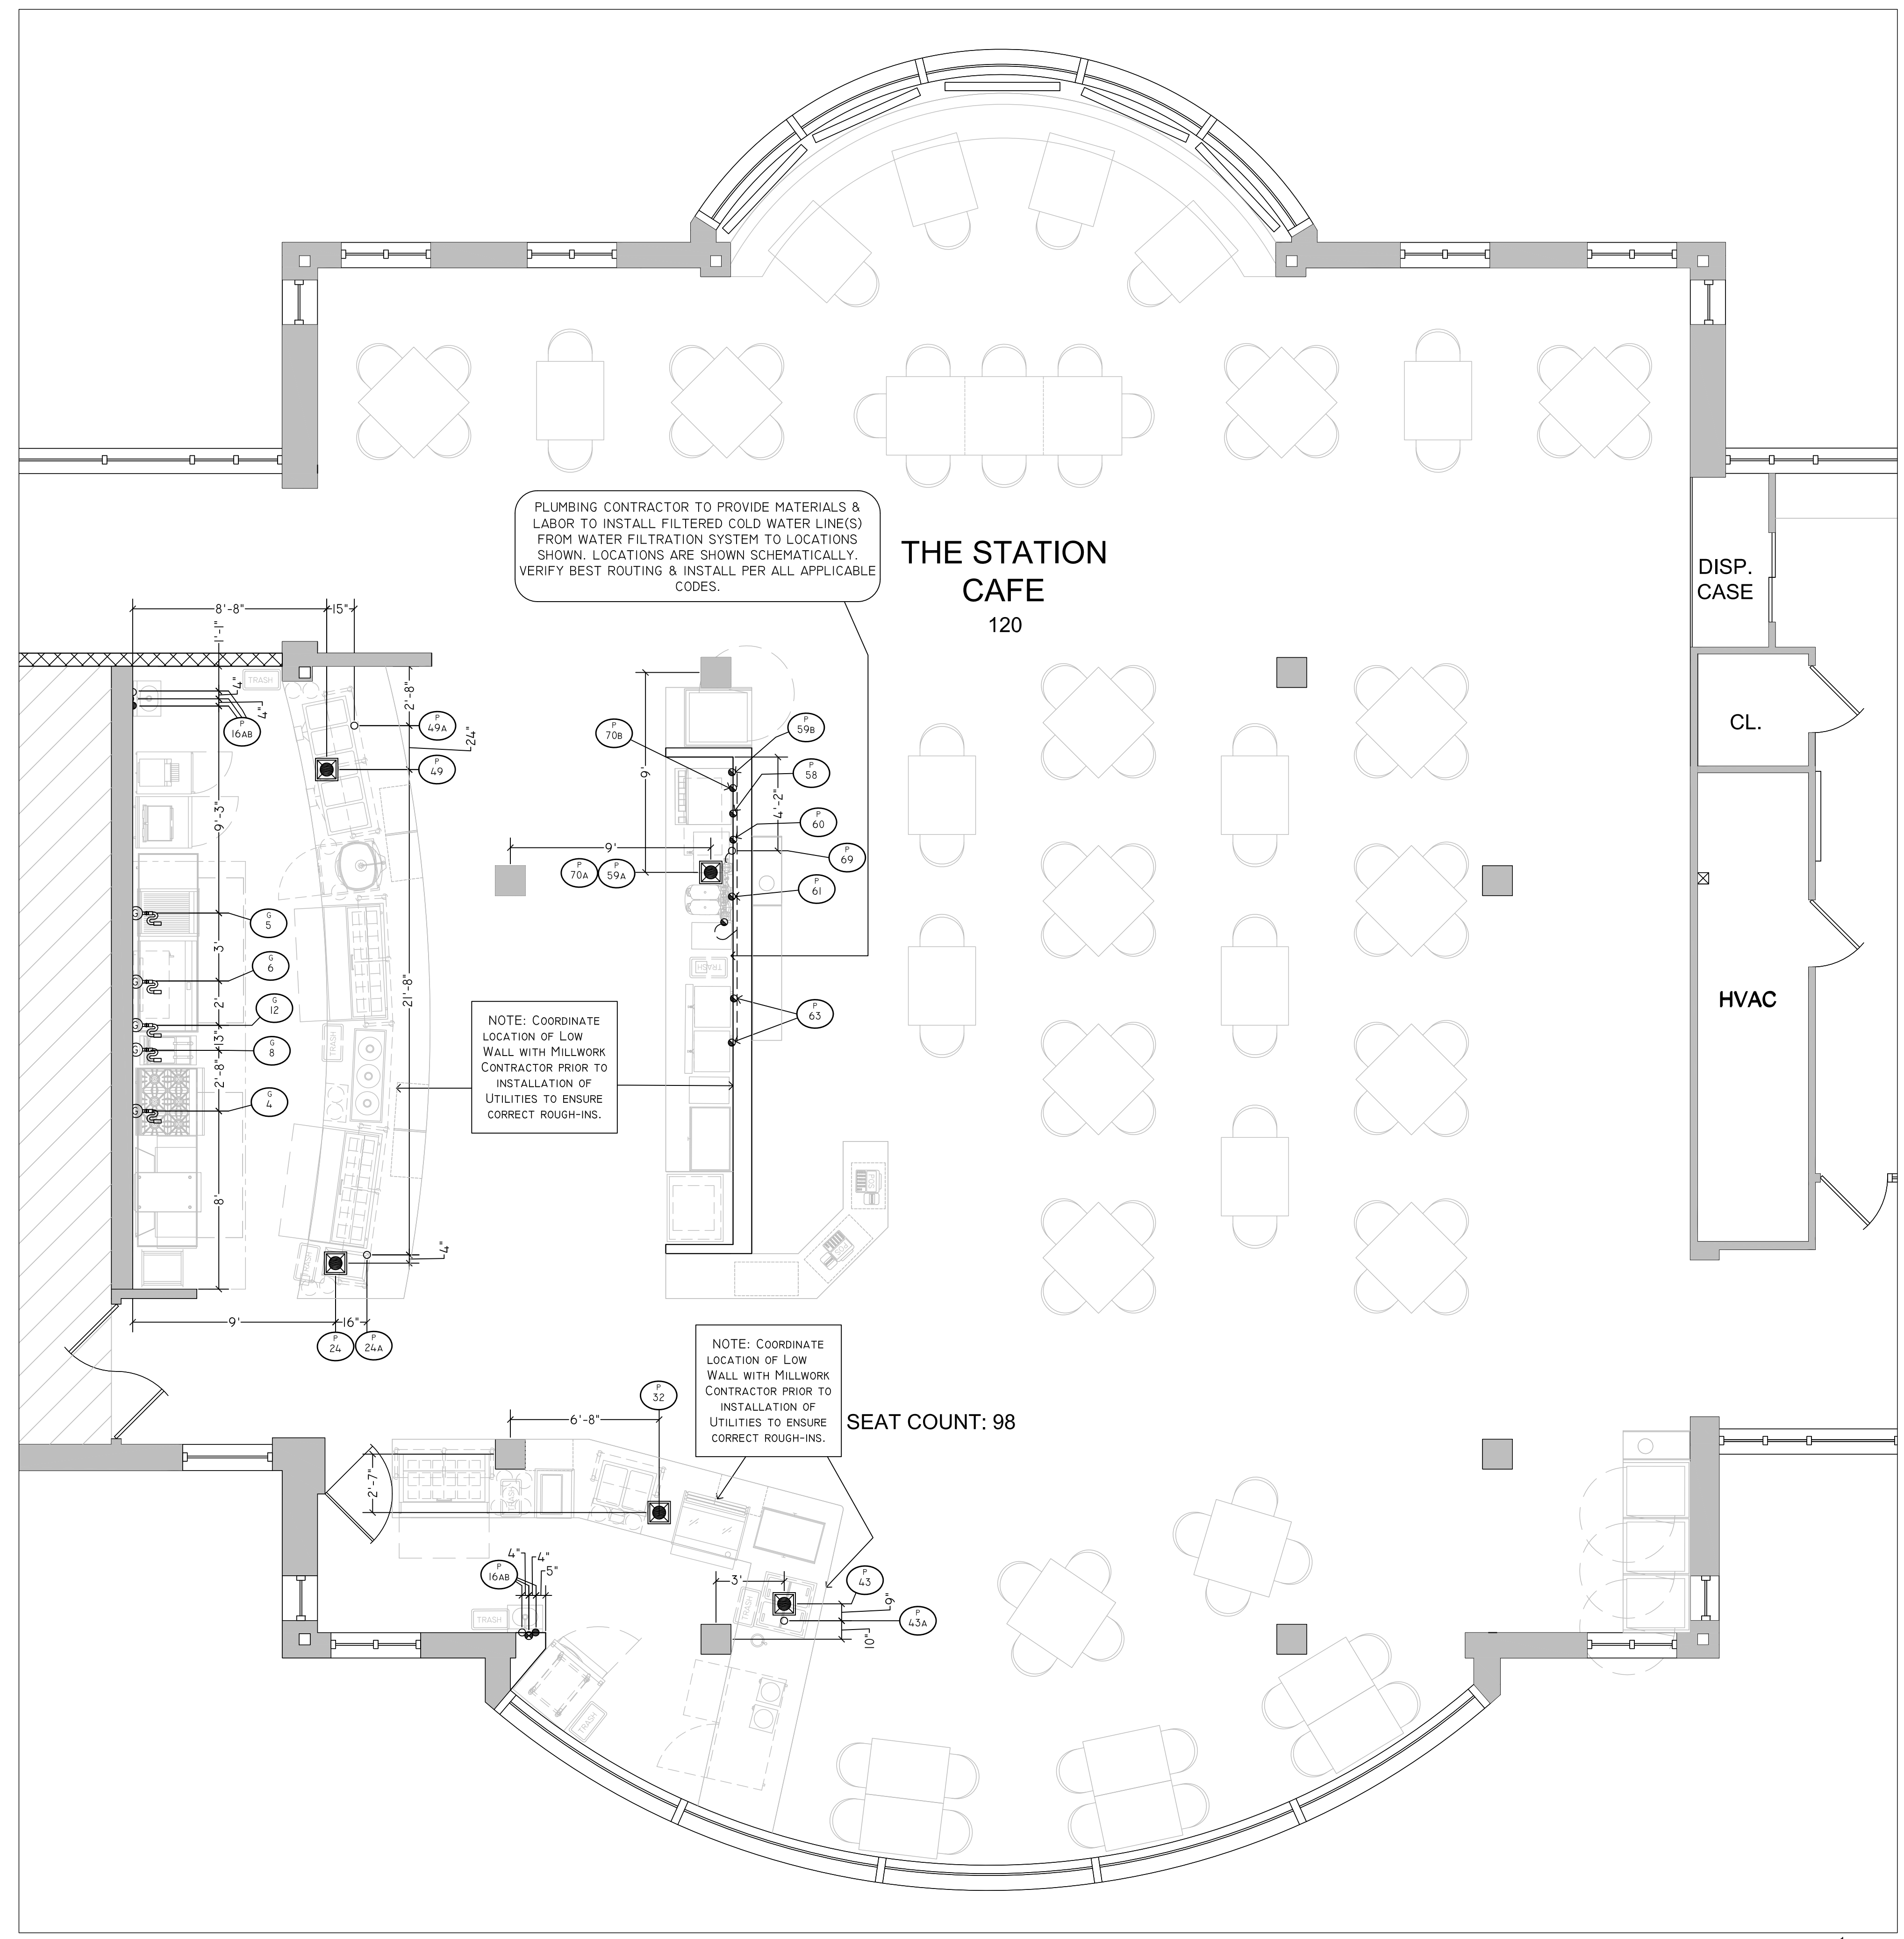 PLUMBING CONTRACTOR TO PROVIDE MATERIALS &
LABOR TO INSTALL FILTERED COLD WATER LINE(S)
FROM WATER FILTRATION SYSTEM TO LOCATIONS
SHOWN. LOCATIONS ARE SHOWN SCHEMATICALLY.
VERIFY BEST ROUTING & INSTALL PER ALL APPLICABLE
CODES.
THE STATION
CAFE
120
DISP.
CASE
CL.
HVAC
8'-8"
15"
1'-1"
4"
4"
TRASH
P
16AB
2'-8"
P
49A
24"
P
49
9'-3"
G
5
3'
G
6
2'
G
12
13"
G
8
2'-8"
G
4
8'
21'-8"
TRASH
TRASH
4"
9'
16"
P
24
P
24A
9'
P
70B
P
59B
P
58
4'-2"
P
60
P
69
9'
P
70A
P
59A
P
61
TRASH
P
63
POS
POS
NOTE: COORDINATE
LOCATION OF LOW
WALL WITH MILLWORK
CONTRACTOR PRIOR TO
INSTALLATION OF
UTILITIES TO ENSURE
CORRECT ROUGH-INS.
NOTE: COORDINATE
LOCATION OF LOW
WALL WITH MILLWORK
CONTRACTOR PRIOR TO
INSTALLATION OF
UTILITIES TO ENSURE
CORRECT ROUGH-INS.
SEAT COUNT: 98
P
32
6'-8"
2'-7"
TRASH
4"
4"
5"
P
16AB
TRASH
3'
P
43
9"
TRASH
P
43A
10"
TRASH